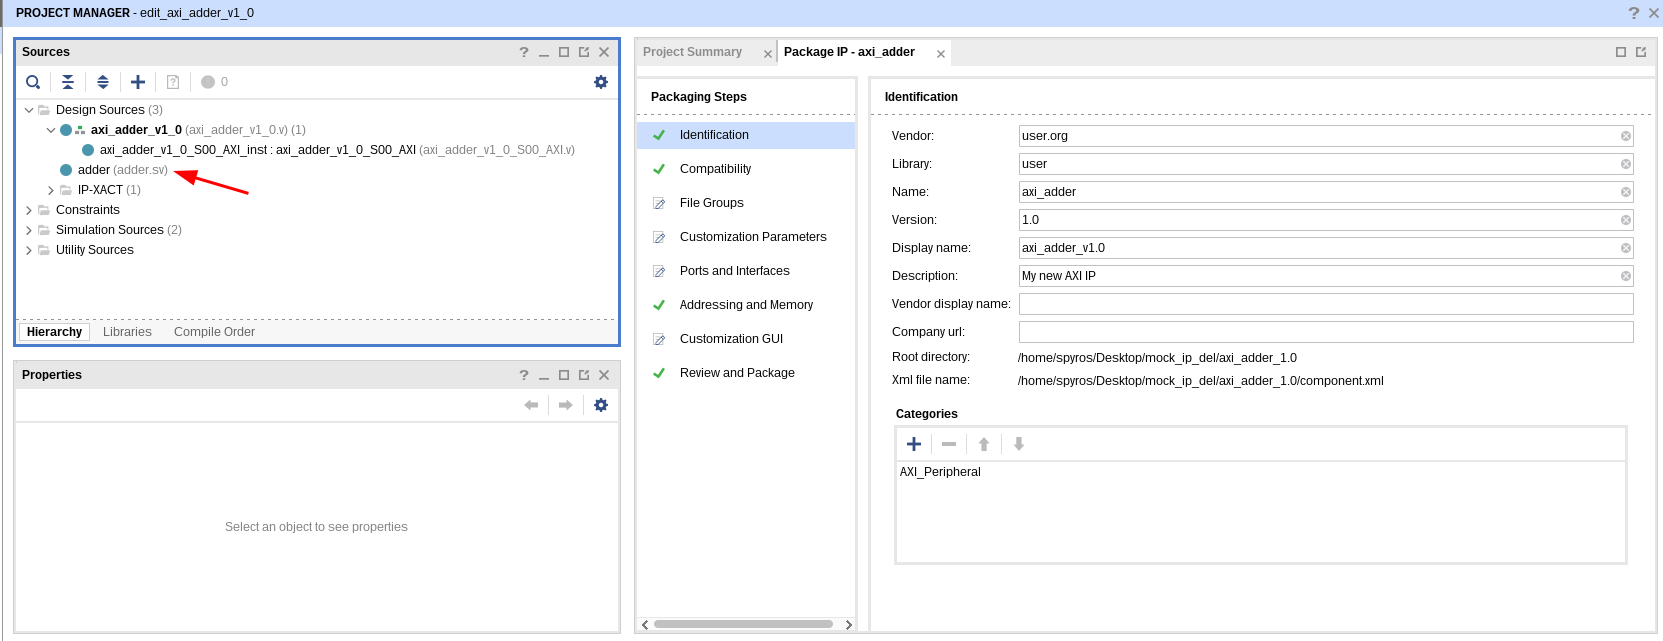 PROJECT MANAGER - edit_axi_adder_v1_0
Sources
0
Design Sources (3)
axi_adder_v1_0 (axi_adder_v1_0.v) (1)
axi_adder_v1_0_S00_AXI_inst : axi_adder_v1_0_S00_AXI (axi_adder_v1_0_S00_AXI.v)
adder (adder.sv)
IP-XACT (1)
Constraints
Simulation Sources (2)
Utility Sources
Hierarchy Libraries Compile Order
Properties
Select an object to see properties
Project Summary Package IP - axi_adder
Packaging Steps
Identification
Compatibility
File Groups
Customization Parameters
Ports and Interfaces
Addressing and Memory
Customization GUI
Review and Package
Identification
Vendor: user.org
Library: user
Name: axi_adder
Version: 1.0
Display name: axi_adder_v1.0
Description: My new AXI IP
Vendor display name:
Company url:
Root directory: /home/spyros/Desktop/mock_ip_del/axi_adder_1.0
Xml file name: /home/spyros/Desktop/mock_ip_del/axi_adder_1.0/component.xml
Categories
AXI_Peripheral